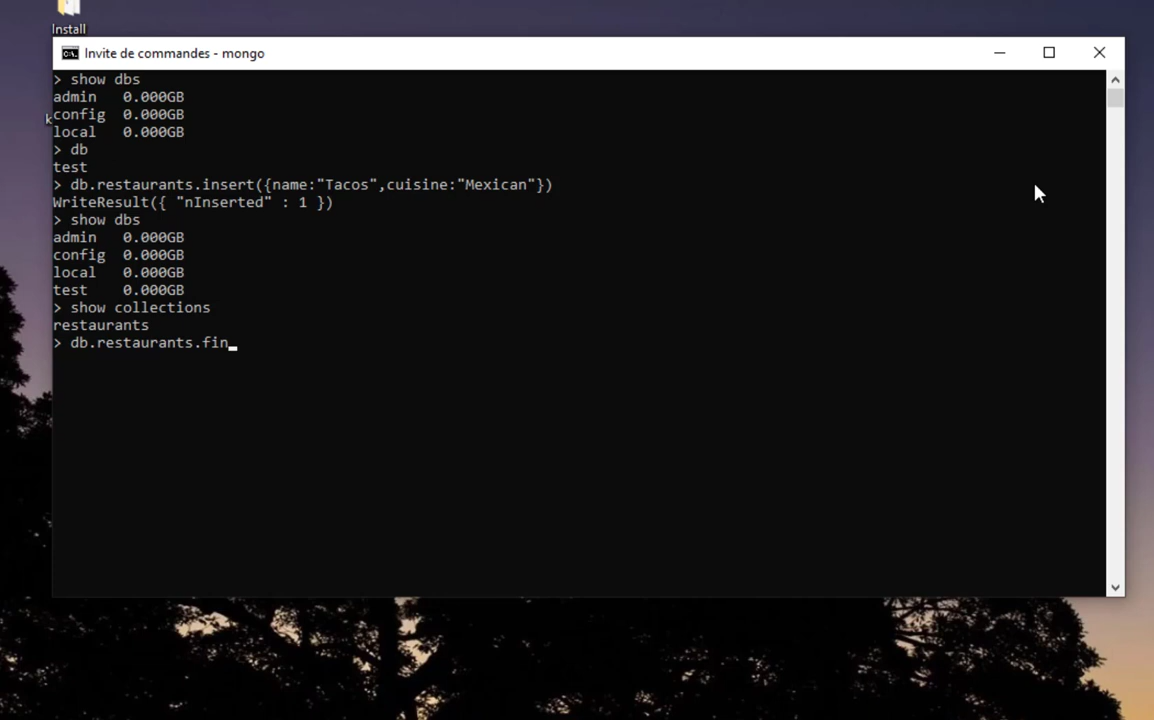 Install
Invite de commandes - mongo
> show dbs
admin   0.000GB
config  0.000GB
local   0.000GB
> db
test
> db.restaurants.insert({name:"Tacos",cuisine:"Mexican"})
WriteResult({ "nInserted" : 1 })
> show dbs
admin   0.000GB
config  0.000GB
local   0.000GB
test    0.000GB
> show collections
restaurants
> db.restaurants.fin